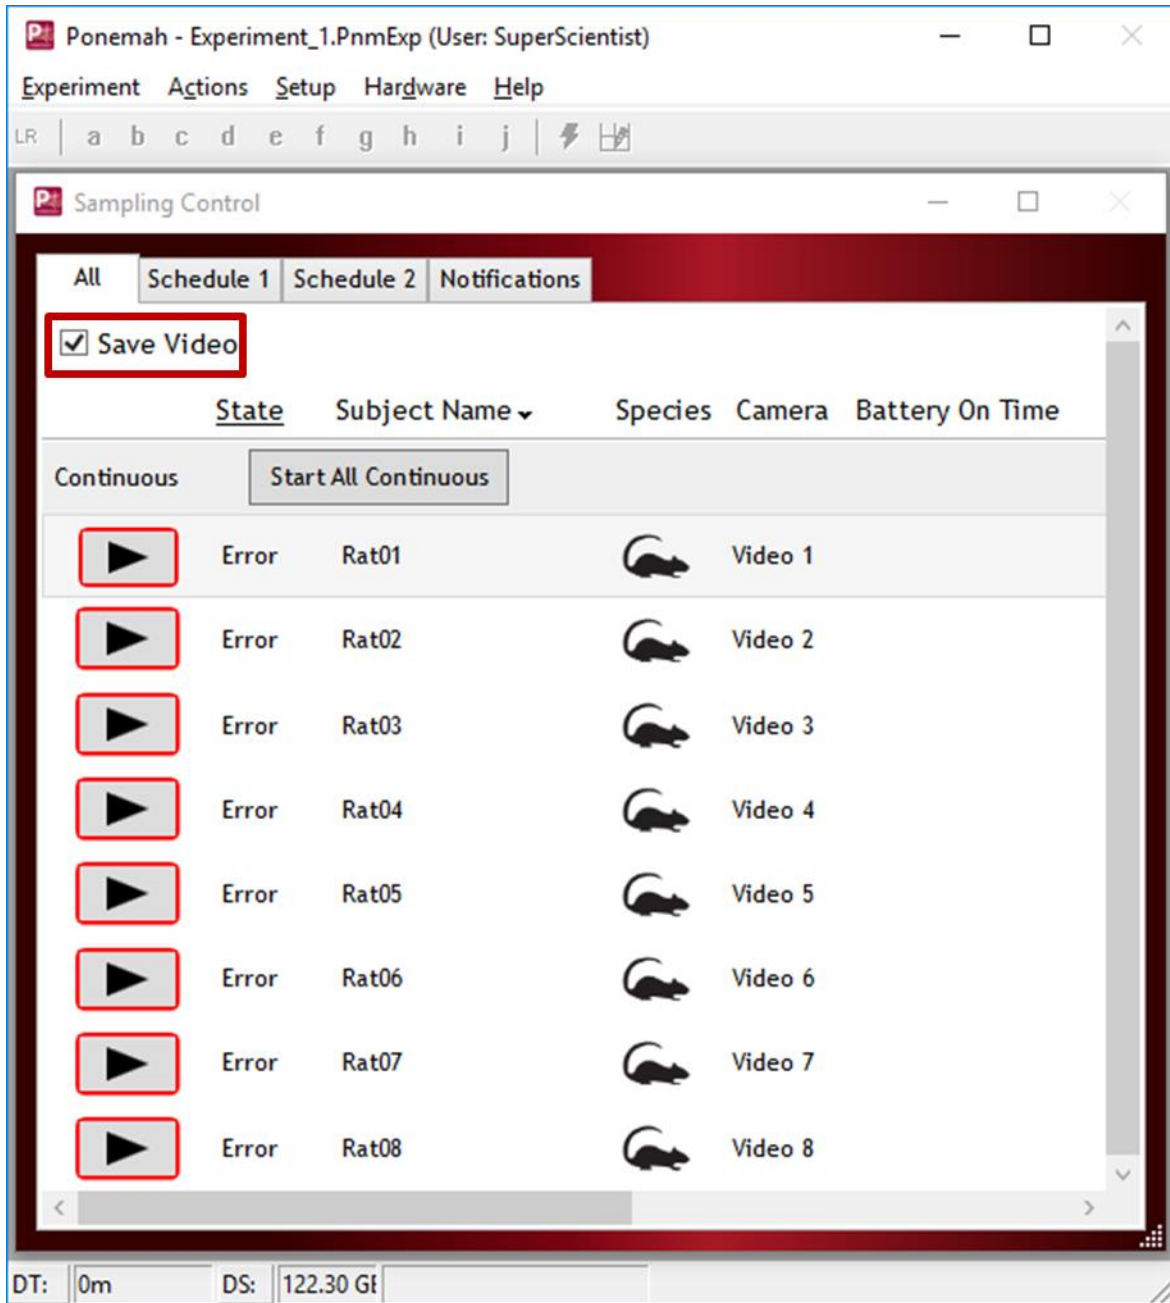 Ponemah - Experiment_1.PnmExp (User: SuperScientist)
Experiment Actions Setup Hardware Help
LR a b c d e f g h i j
Sampling Control
All Schedule 1 Schedule 2 Notifications
Save Video
State Subject Name Species Camera Battery On Time
Continuous Start All Continuous
Error Rat01 Video 1
Error Rat02 Video 2
Error Rat03 Video 3
Error Rat04 Video 4
Error Rat05 Video 5
Error Rat06 Video 6
Error Rat07 Video 7
Error Rat08 Video 8
DT: 0m DS: 122.30